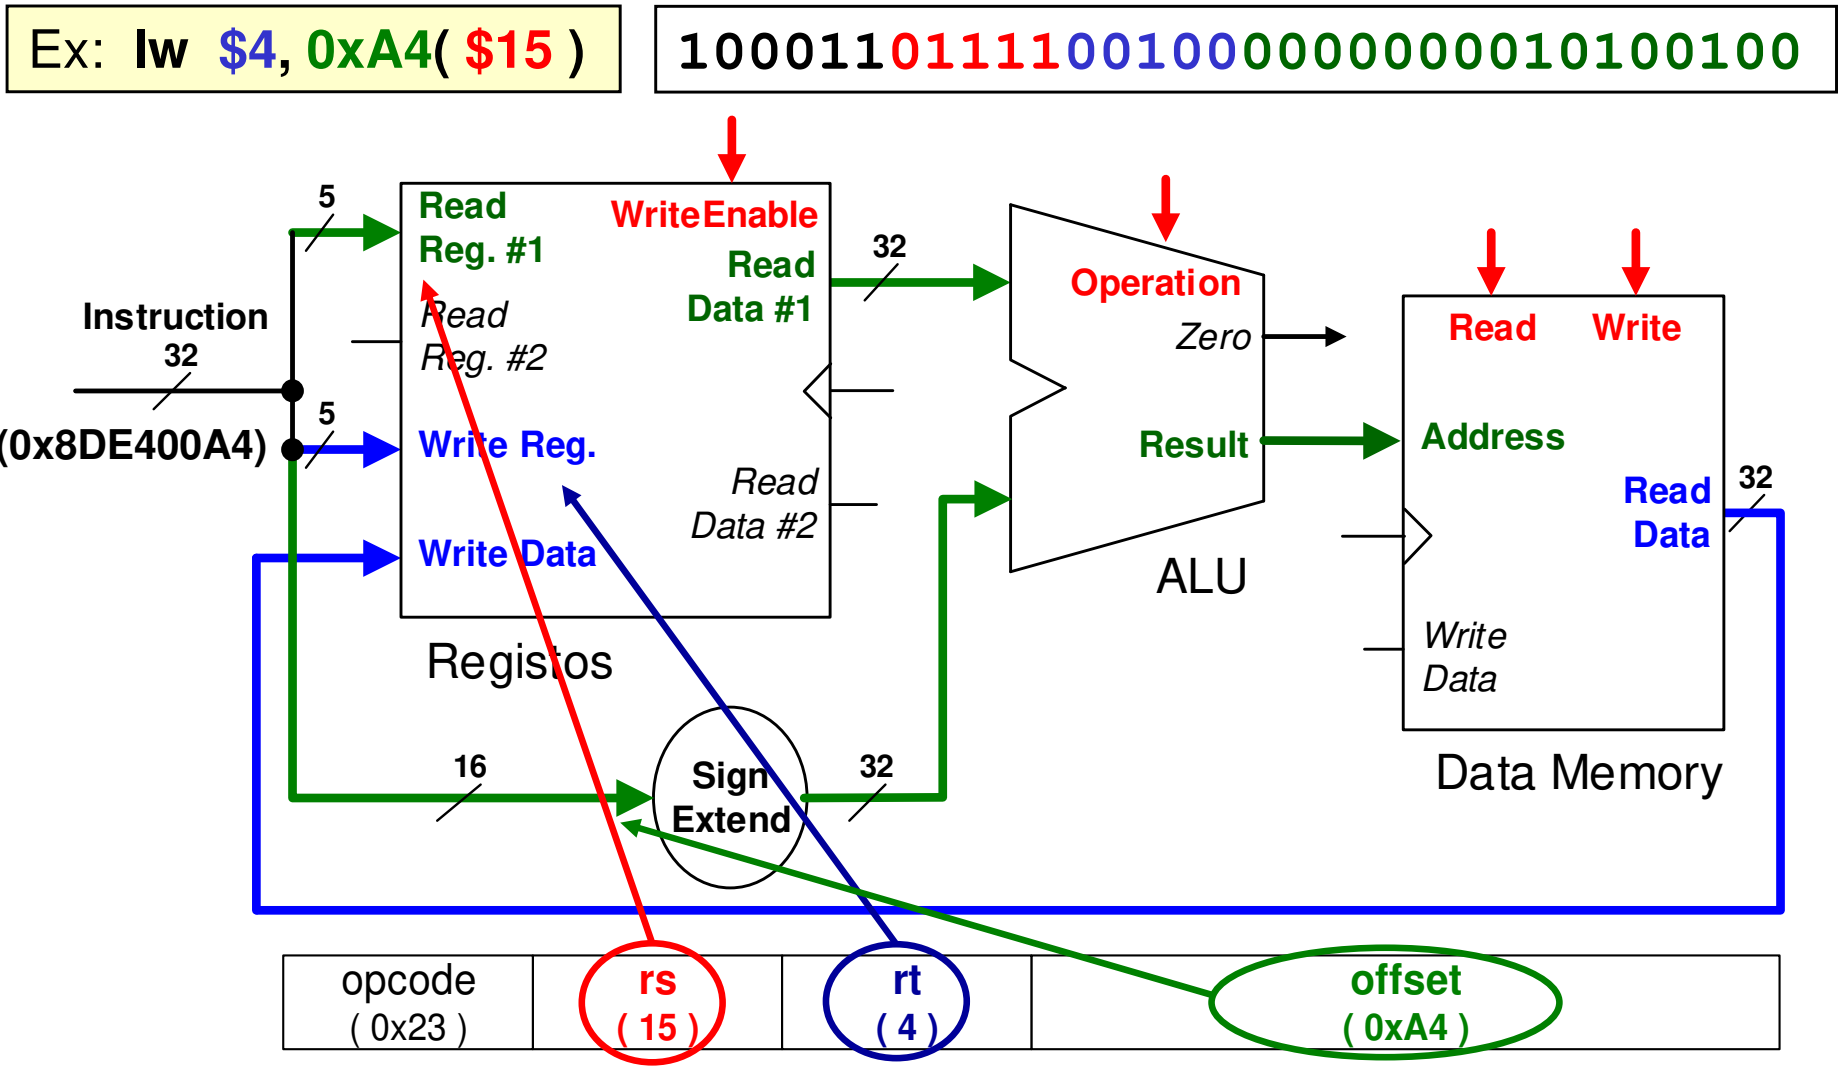 Ex: lw $4, 0xA4( $15 )
10001101111001000000000010100100
5
Read
Reg. #1
WriteEnable
Read
Data #1
32
Operation
Zero
Read
Write
Instruction
32
Read
Reg. #2
(0x8DE400A4)
5
Write Reg.
Result
Address
Read
Data #2
Read
Data
32
Write Data
ALU
Registos
Write
Data
16
Sign
Extend
32
Data Memory
opcode
( 0x23 )
rs
( 15 )
rt
( 4 )
offset
( 0xA4 )